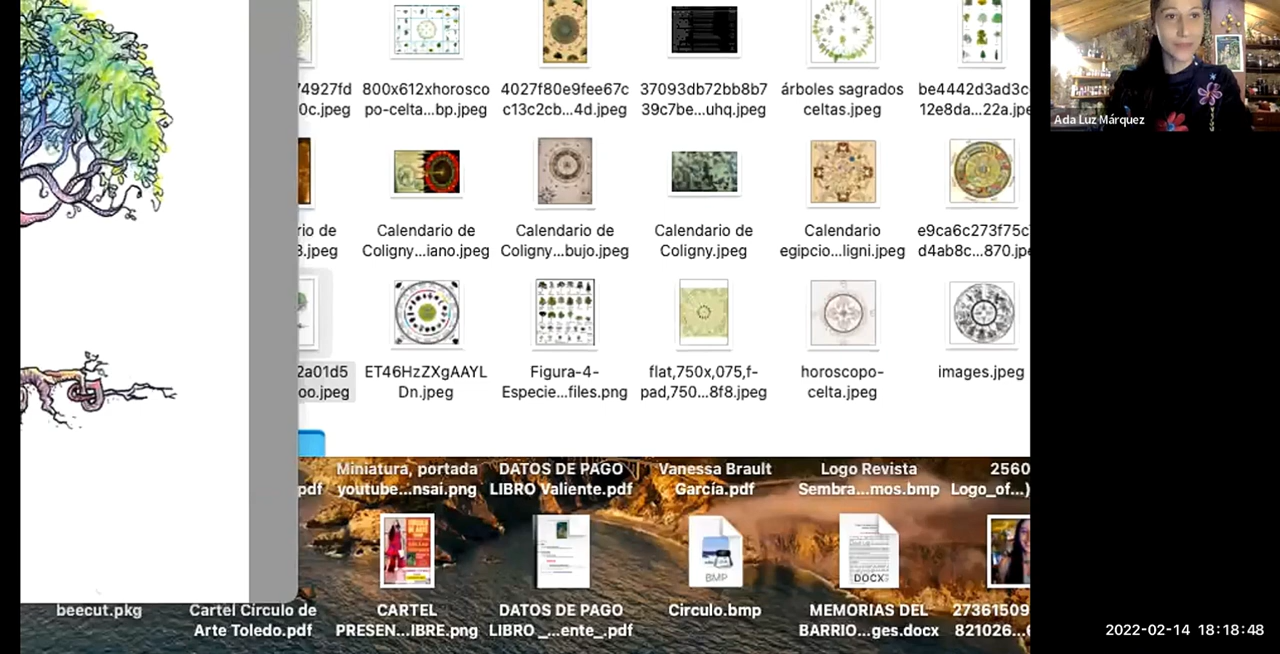 74927fd 800x612xhorosco 4027f80e9fee67c 37093db72bb8b7 árboles sagrados be4442d3ad3c
0c.jpeg po-celta...bp.jpeg c13c2cb...4d.jpeg 39c7be...uhq.jpeg celtas.jpeg 12e8da...22a.jpe
Ada Luz Márquez
rio de Calendario de Calendario de Calendario de Calendario e9ca6c273f75c
3.jpeg Coligny...iano.jpeg Coligny...bujo.jpeg Coligny.jpeg egipcio...ligni.jpeg d4ab8c...870.jpe
2a01d5 ET46HzZXgAAYL Figura-4- flat,750x,075,f- horoscopo- images.jpeg
oo.jpeg Dn.jpeg Especie...files.png pad,750...8f8.jpeg celta.jpeg
Miniatura, portada DATOS DE PAGO Vanessa Brault Logo Revista 2560
pdf youtube...nsai.png LIBRO Valiente.pdf García.pdf Sembra...mos.bmp Logo_of...)
BMP DOCX
beecut.pkg Cartel Círculo de CARTEL DATOS DE PAGO Circulo.bmp MEMORIAS DEL 27361509
Arte Toledo.pdf PRESEN...IBRE.png LIBRO _...ente_.pdf BARRIO...ges.docx 821026...
2022-02-14 18:18:48